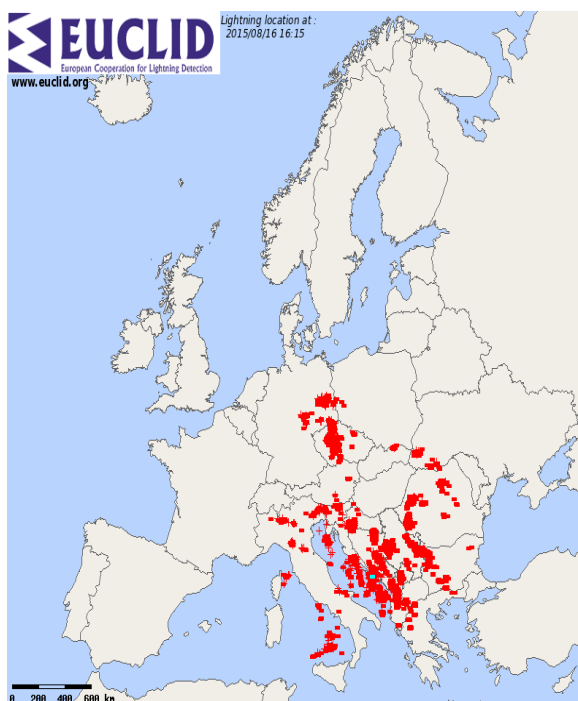 EUCLID
European Cooperation for Lightning Detection
www.euclid.org
Lightning location at :
2015/08/16 16:15
0 200 400 600 km